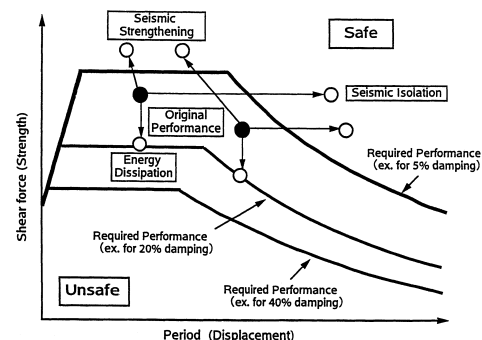 Seismic
Strengthening
Safe
Seismic Isolation
Original
Performance
Energy
Dissipation
Required Performance
(ex. for 5% damping)
Required Performance
(ex. for 20% damping)
Required Performance
(ex. for 40% damping)
Unsafe
Shear force (Strength)
Period (Displacement)